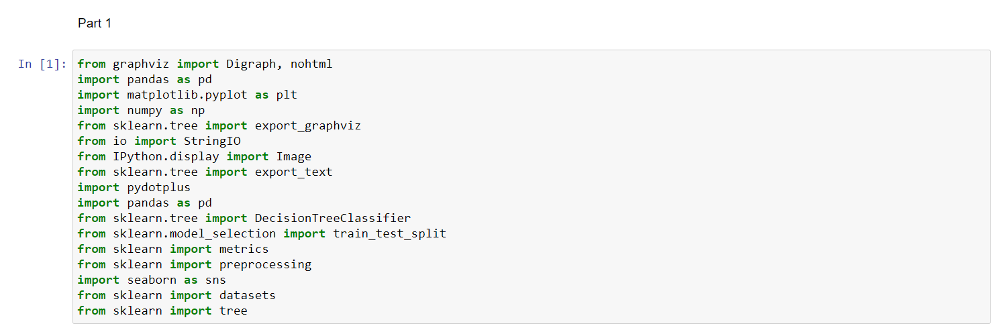 Part 1
In [1]:
from graphviz import Digraph, nohtml
import pandas as pd
import matplotlib.pyplot as plt
import numpy as np
from sklearn.tree import export_graphviz
from io import StringIO
from IPython.display import Image
from sklearn.tree import export_text
import pydotplus
import pandas as pd
from sklearn.tree import DecisionTreeClassifier
from sklearn.model_selection import train_test_split
from sklearn import metrics
from sklearn import preprocessing
import seaborn as sns
from sklearn import datasets
from sklearn import tree